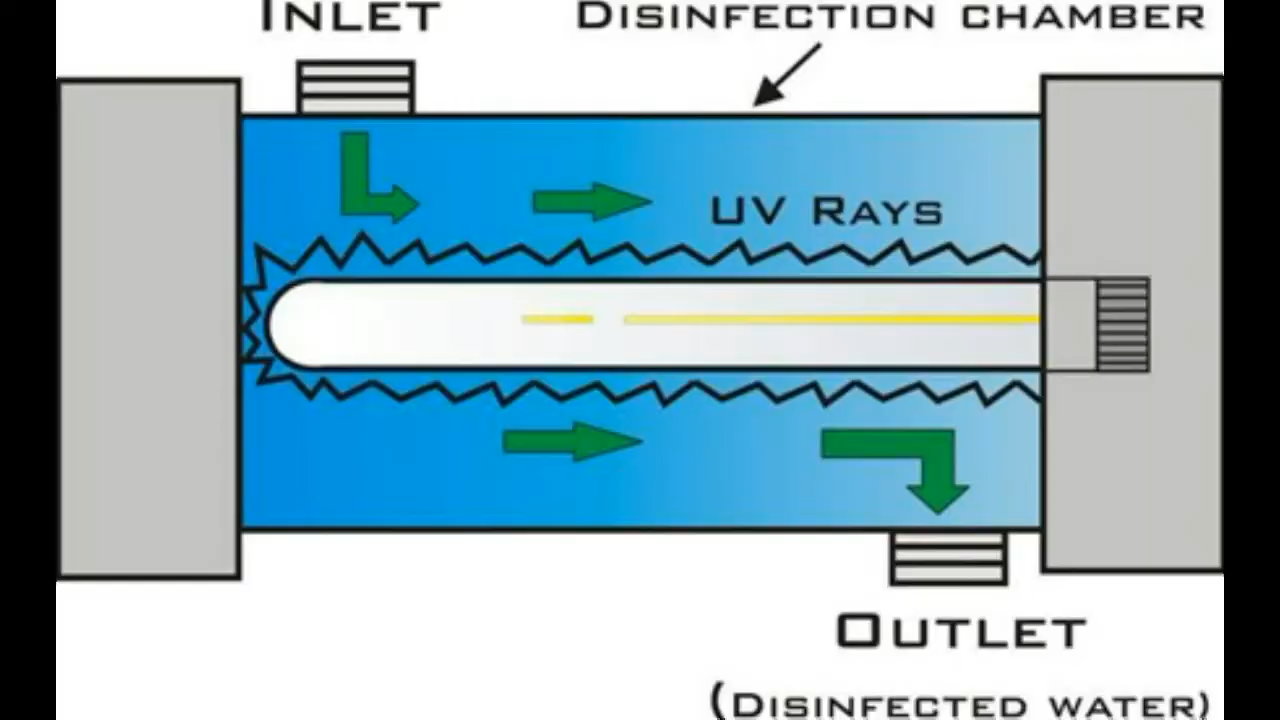 INLET
DISINFECTION CHAMBER
UV RAYS
OUTLET
(DISINFECTED WATER)